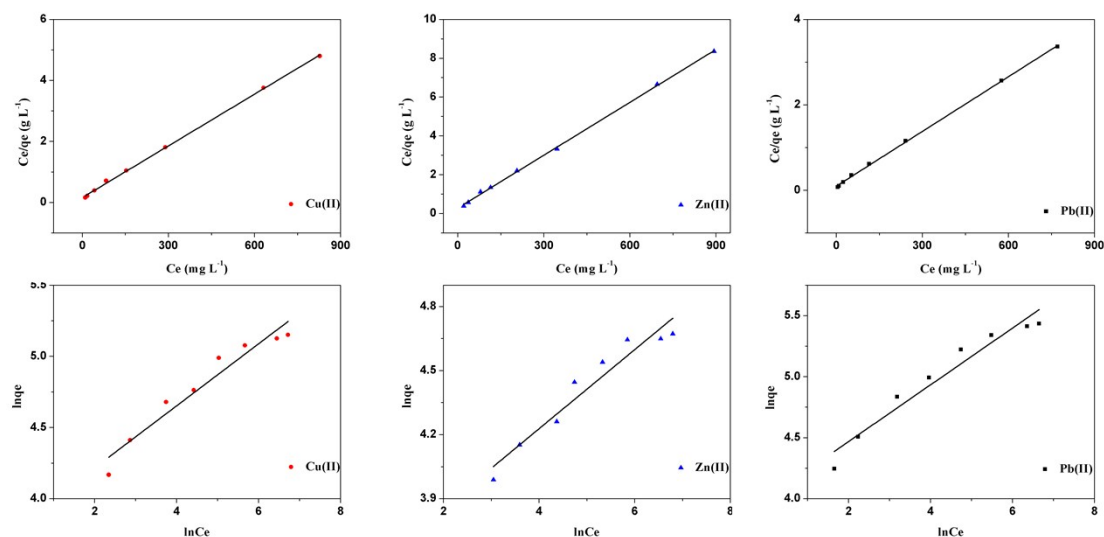 6
4
2
0
Ce/qe (g L⁻¹)
Cu(II)
0 300 600 900
Ce (mg L⁻¹)
10
8
6
4
2
0
Ce/qe (g L⁻¹)
Zn(II)
0 150 300 450 600 750 900
Ce (mg L⁻¹)
4
2
0
Ce/qe (g L⁻¹)
Pb(II)
0 300 600 900
Ce (mg L⁻¹)
5.5
5.0
4.5
4.0
lnqe
Cu(II)
2 4 6 8
lnCe
4.8
4.5
4.2
3.9
lnqe
Zn(II)
2 4 6 8
lnCe
5.5
5.0
4.5
4.0
lnqe
Pb(II)
2 4 6 8
lnCe